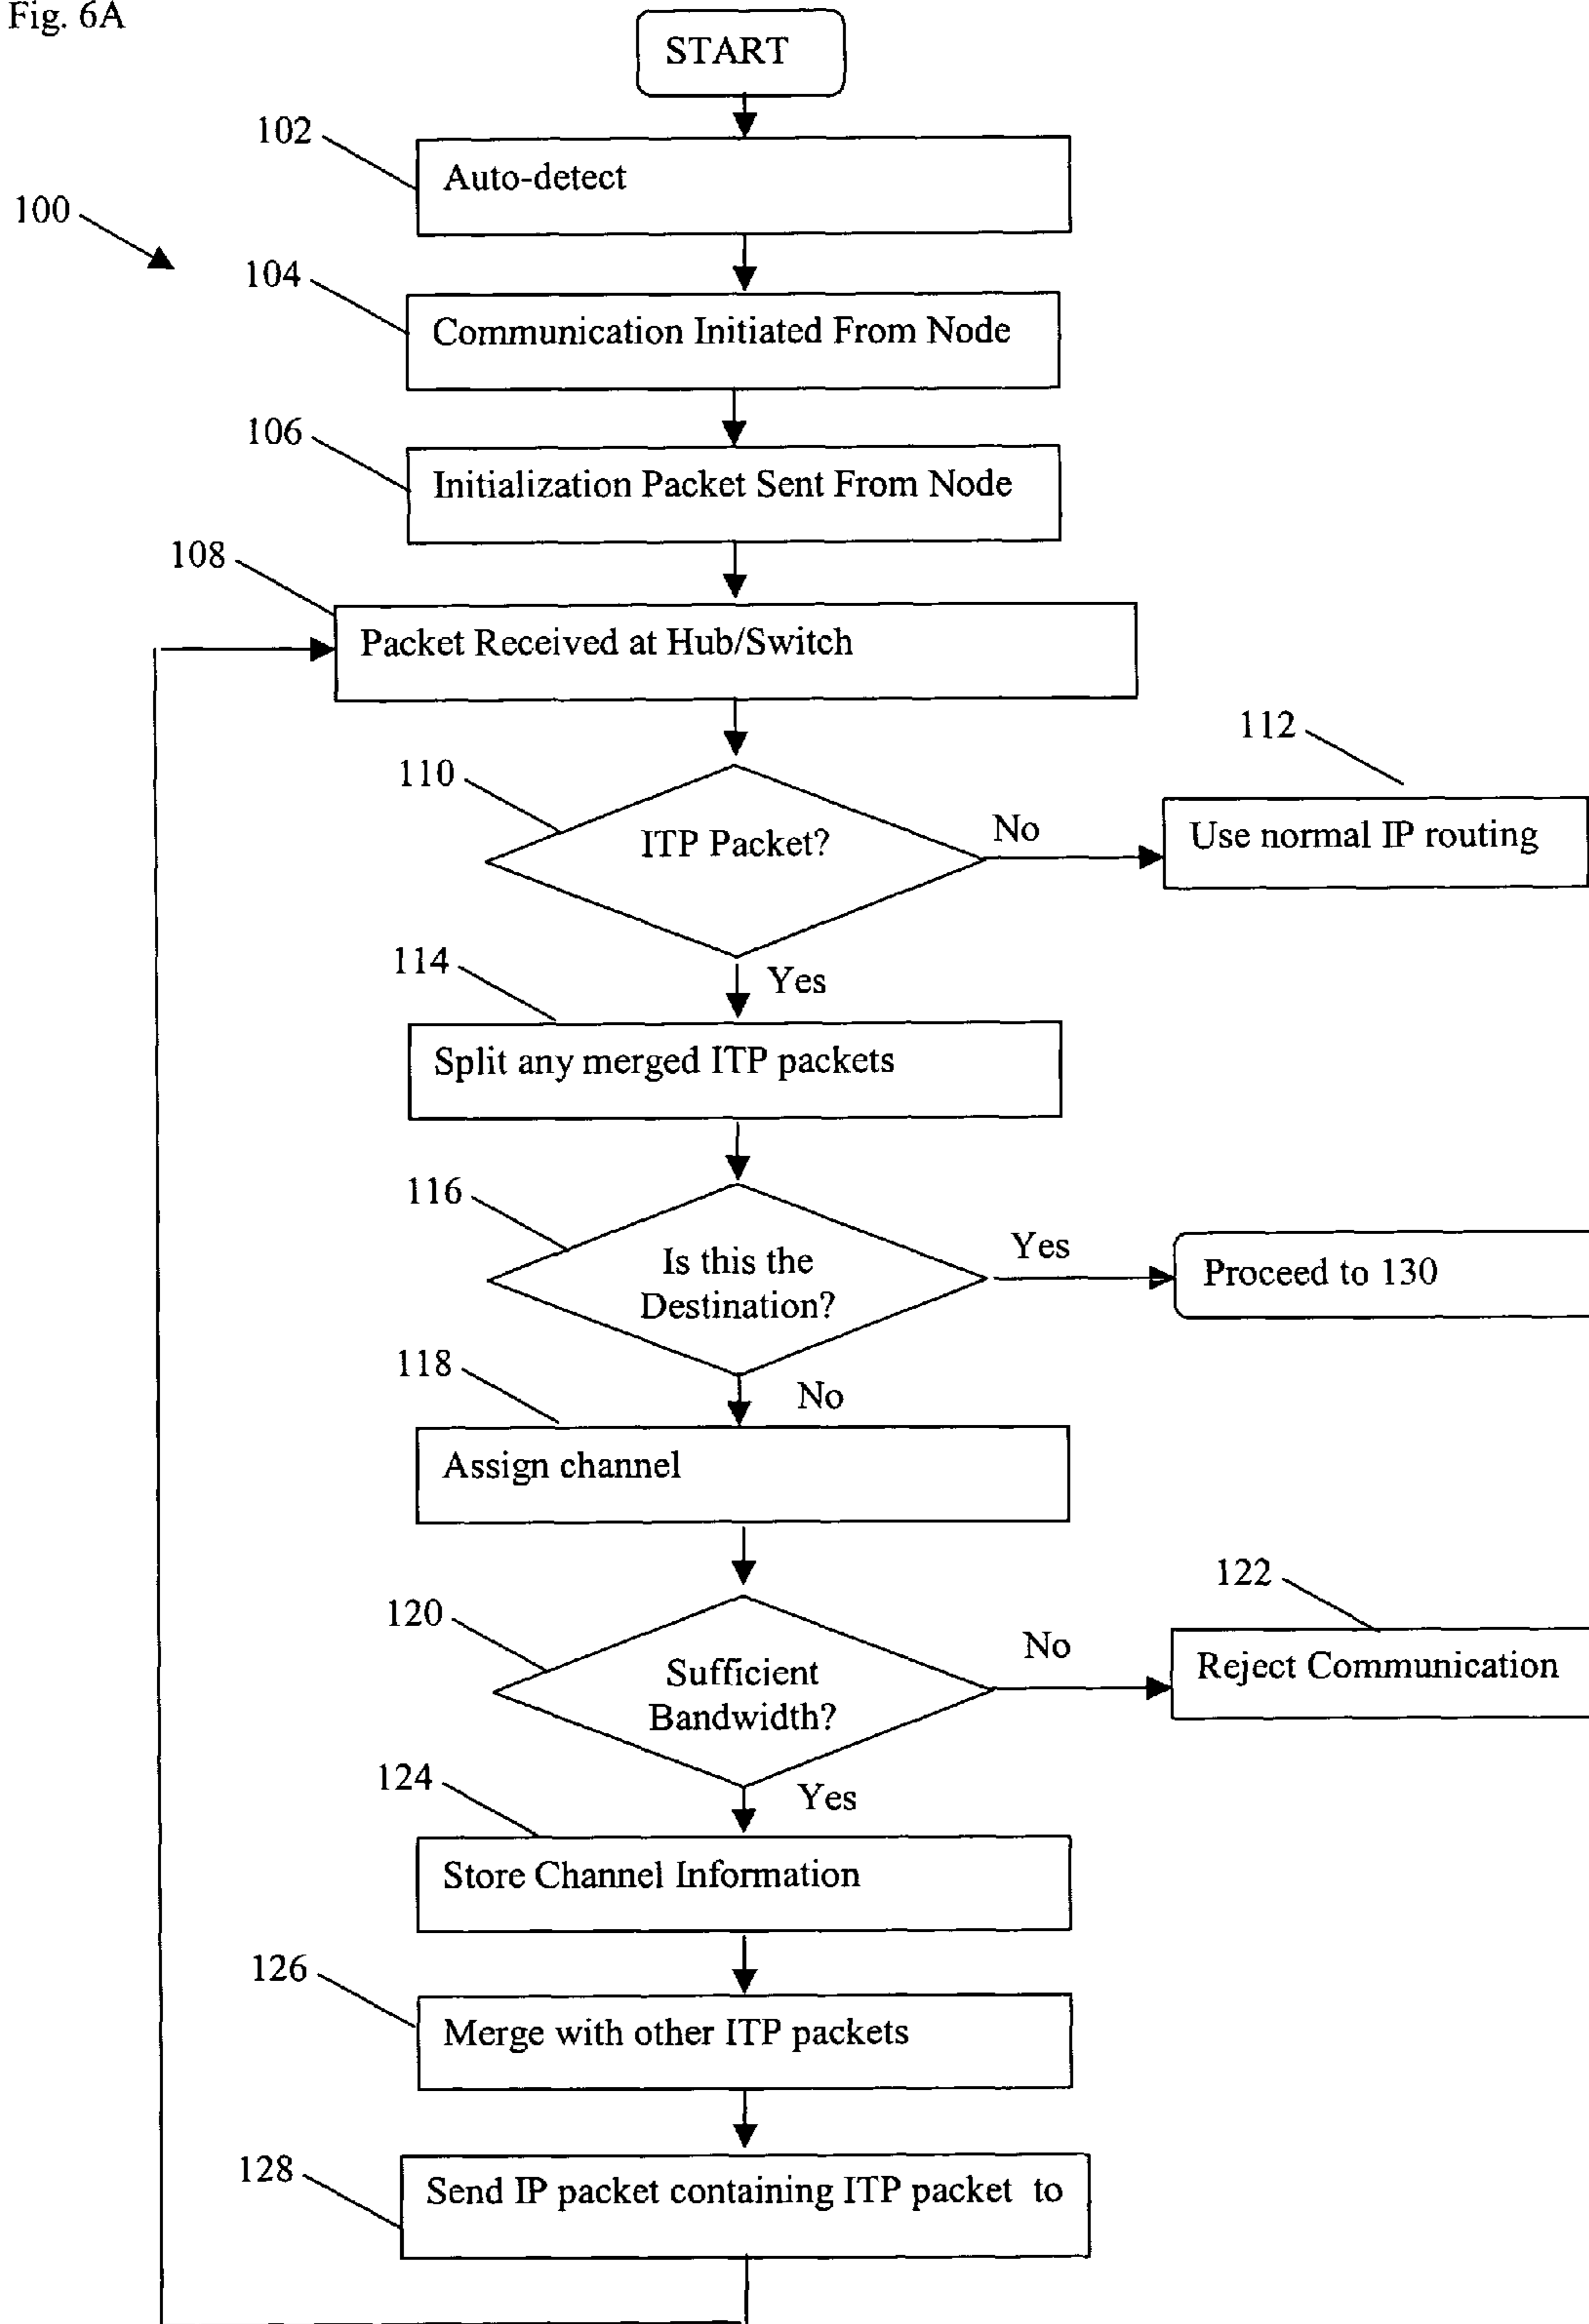 Fig. 6A
START
102
Auto-detect
100
104
Communication Initiated From Node
106
Initialization Packet Sent From Node
108
Packet Received at Hub/Switch
110
ITP Packet?
No
112
Use normal IP routing
Yes
114
Split any merged ITP packets
116
Is this the
Destination?
Yes
Proceed to 130
118
No
Assign channel
120
Sufficient
Bandwidth?
No
122
Reject Communication
124
Yes
Store Channel Information
126
Merge with other ITP packets
128
Send IP packet containing ITP packet to